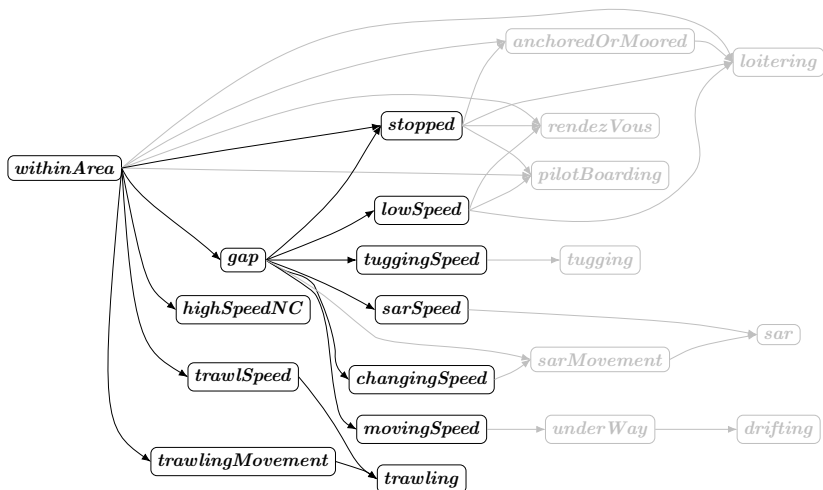 anchoredOrMoored
loitering
stopped
rendezVous
withinArea
pilotBoarding
lowSpeed
gap
tuggingSpeed
tugging
highSpeedNC
sarSpeed
sar
sarMovement
trawlSpeed
changingSpeed
movingSpeed
underWay
drifting
trawlingMovement
trawling